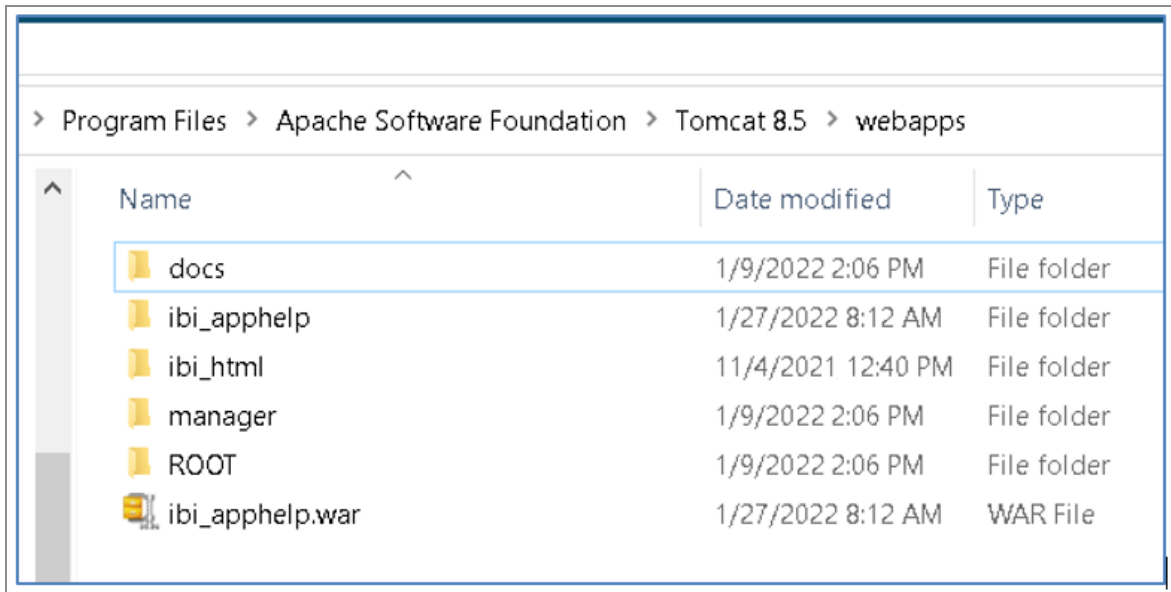 Program Files > Apache Software Foundation > Tomcat 8.5 > webapps
Name Date modified Type
docs 1/9/2022 2:06 PM File folder
ibi_apphelp 1/27/2022 8:12 AM File folder
ibi_html 11/4/2021 12:40 PM File folder
manager 1/9/2022 2:06 PM File folder
ROOT 1/9/2022 2:06 PM File folder
ibi_apphelp.war 1/27/2022 8:12 AM WAR File